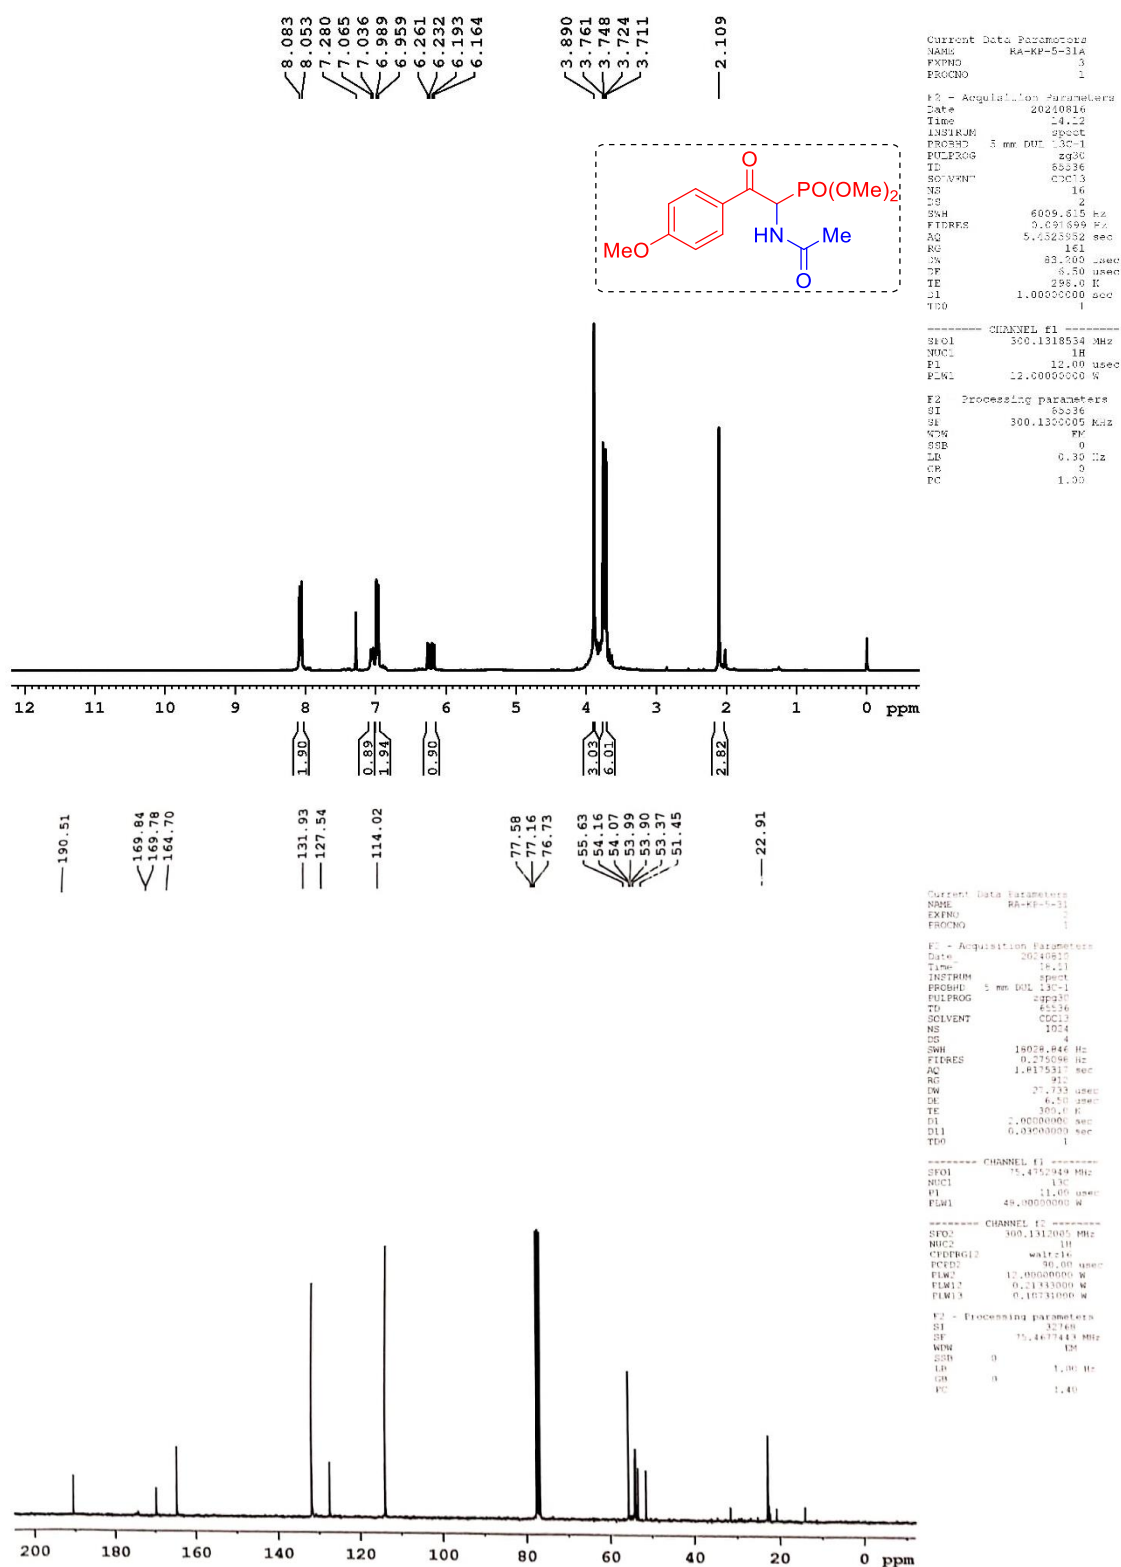 8.083
8.053
7.280
7.065
7.036
6.989
6.959
6.261
6.232
6.193
6.164
3.890
3.761
3.748
3.724
3.711
2.109
Current Data Parameters
NAME RA-KP-5-31A
EXPNO 3
PROCNO 1
F2 - Acquisition Parameters
Date 20240816
Time 14.12
INSTRUM spect
PROBHD 5 mm DUL 13C-1
PULPROG zg30
TD 65536
SOLVENT CDCl3
NS 16
DS 2
SWH 6009.615 Hz
FIDRES 0.091699 Hz
AQ 5.4525952 sec
RG 161
DW 83.200 usec
DE 6.50 usec
TE 298.0 K
D1 1.00000000 sec
TD0 1
======== CHANNEL f1 ========
SFO1 300.1318534 MHz
NUC1 1H
P1 12.00 usec
PLW1 12.00000000 W
F2 Processing parameters
SI 65536
SF 300.1300005 MHz
WDW EM
SSB 0
LB 0.30 Hz
GB 0
PC 1.00
O
PO(OMe)2
HN
Me
MeO
O
12 11 10 9 8 7 6 5 4 3 2 1 0 ppm
1.90
0.89
1.94
0.90
3.03
6.01
2.82
190.51
169.84
169.78
164.70
131.93
127.54
114.02
77.58
77.16
76.73
55.63
54.16
54.07
53.99
53.90
53.37
51.45
22.91
Current Data Parameters
NAME RA-KP-5-31
EXPNO
PROCNO 1
F2 - Acquisition Parameters
Date_
Time
INSTRUM spect
PROBHD 5 mm DUL 13C-1
PULPROG zgpg30
TD 65536
SOLVENT CDCl3
NS 1024
DS 4
SWH 18028.846 Hz
FIDRES 0.275098 Hz
AQ 1.8175317 sec
RG 912
DW 27.733 usec
DE 6.50 usec
TE 300.0 K
D1 2.00000000 sec
D11 0.03000000 sec
TD0 1
======== CHANNEL f1 ========
SFO1 75.4752949 MHz
NUC1 13C
P1 11.00 usec
PLW1 48.00000000 W
======== CHANNEL f2 ========
SFO2 300.1312005 MHz
NUC2 1H
CPDPRG[2 waltz16
PCPD2 90.00 usec
PLW2 12.00000000 W
PLW12 0.21333000 W
PLW13 0.10731000 W
F2 - Processing parameters
SI 32768
SF 75.4677443 MHz
WDW EM
SSB 0
LB 1.00 Hz
GB 0
PC 1.40
200 180 160 140 120 100 80 60 40 20 0 ppm